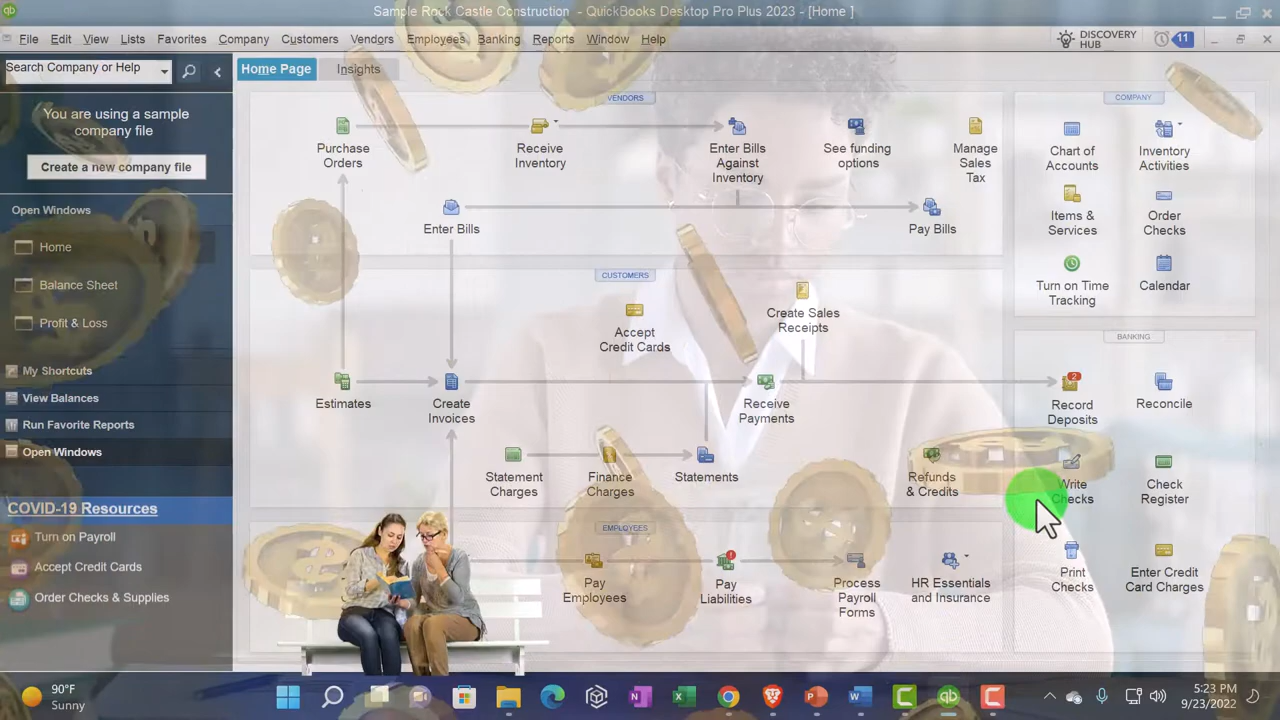 Sample Rock Castle Construction - QuickBooks Desktop Pro Plus 2023 - [Home ]
File Edit View Lists Favorites Company Customers Vendors Employees Banking Reports Window Help
DISCOVERY
HUB
11
Search Company or Help
Home Page
Insights
You are using a sample
company file
Create a new company file
Open Windows
Home
Balance Sheet
Profit & Loss
My Shortcuts
View Balances
Run Favorite Reports
Open Windows
COVID-19 Resources
Turn on Payroll
Accept Credit Cards
Order Checks & Supplies
VENDORS
Purchase
Orders
Receive
Inventory
Enter Bills
Against
Inventory
See funding
options
Manage
Sales
Tax
Enter Bills
Pay Bills
CUSTOMERS
Accept
Credit Cards
Create Sales
Receipts
Estimates
Create
Invoices
Receive
Payments
Statement
Charges
Finance
Charges
Statements
Refunds
& Credits
EMPLOYEES
Pay
Employees
Pay
Liabilities
Process
Payroll
Forms
HR Essentials
and Insurance
COMPANY
Chart of
Accounts
Inventory
Activities
Items &
Services
Order
Checks
Turn on Time
Tracking
Calendar
BANKING
2
Record
Deposits
Reconcile
Write
Checks
Check
Register
Print
Checks
Enter Credit
Card Charges
90°F
Sunny
5:23 PM
9/23/2022